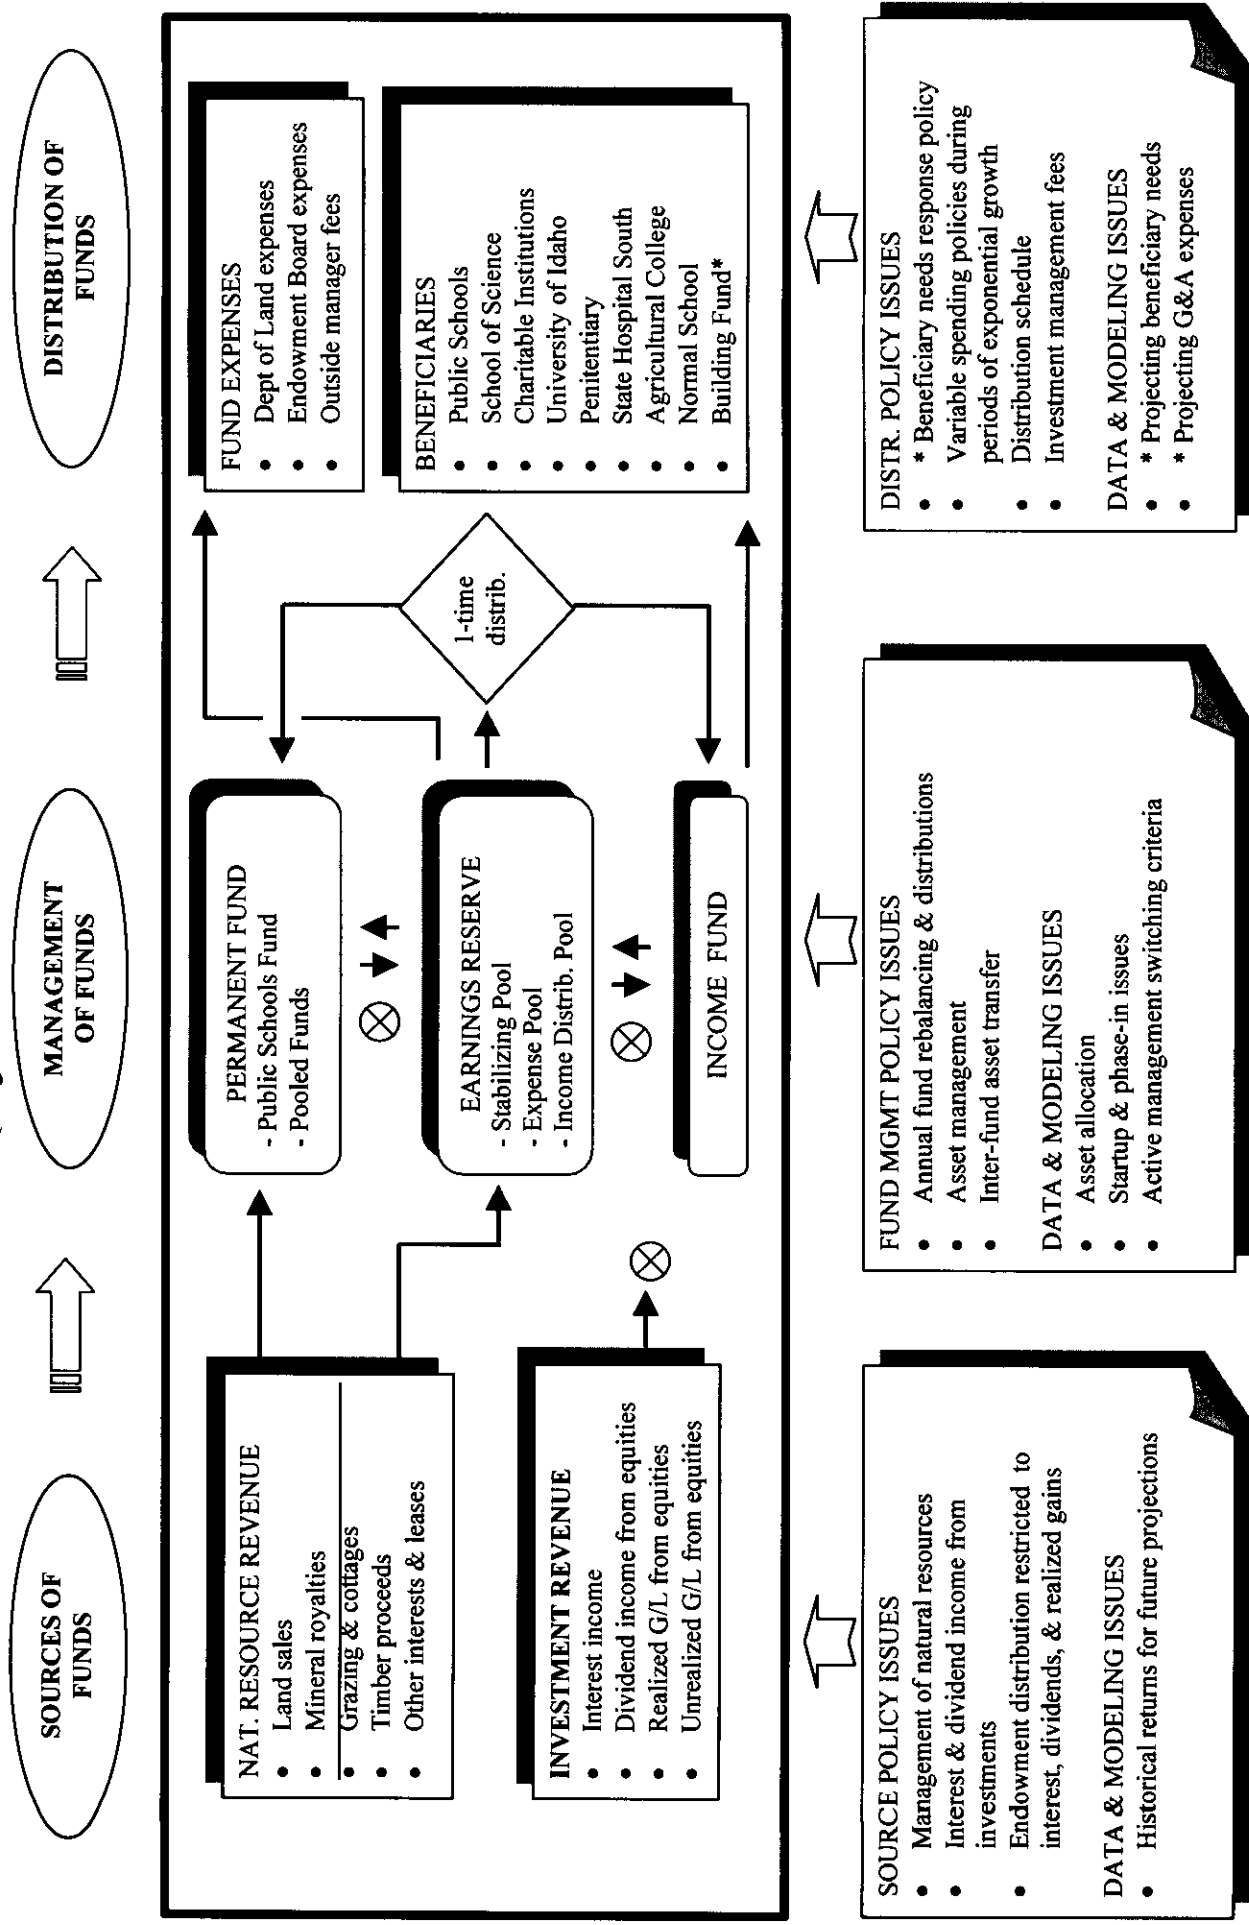 SOURCES OF
FUNDS
MANAGEMENT
OF FUNDS
DISTRIBUTION OF
FUNDS
NAT. RESOURCE REVENUE
• Land sales
• Mineral royalties
• Grazing & cottages
• Timber proceeds
• Other interests & leases
INVESTMENT REVENUE
• Interest income
• Dividend income from equities
• Realized G/L from equities
• Unrealized G/L from equities
PERMANENT FUND
- Public Schools Fund
- Pooled Funds
EARNINGS RESERVE
- Stabilizing Pool
- Expense Pool
- Income Distrib. Pool
INCOME FUND
1-time
distrib.
FUND EXPENSES
• Dept of Land expenses
• Endowment Board expenses
• Outside manager fees
BENEFICIARIES
• Public Schools
• School of Science
• Charitable Institutions
• University of Idaho
• Penitentiary
• State Hospital South
• Agricultural College
• Normal School
• Building Fund*
SOURCE POLICY ISSUES
• Management of natural resources
• Interest & dividend income from
investments
• Endowment distribution restricted to
interest, dividends, & realized gains
DATA & MODELING ISSUES
• Historical returns for future projections
FUND MGMT POLICY ISSUES
• Annual fund rebalancing & distributions
• Asset management
• Inter-fund asset transfer
DATA & MODELING ISSUES
• Asset allocation
• Startup & phase-in issues
• Active management switching criteria
DISTR. POLICY ISSUES
• * Beneficiary needs response policy
• Variable spending policies during
periods of exponential growth
• Distribution schedule
• Investment management fees
DATA & MODELING ISSUES
• * Projecting beneficiary needs
• * Projecting G&A expenses